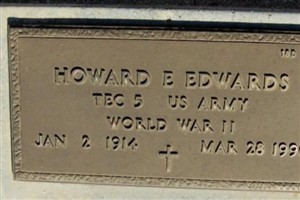 HOWARD E EDWARDS
TEC 5 US ARMY
WORLD WAR II
JAN 2 1914 MAR 28